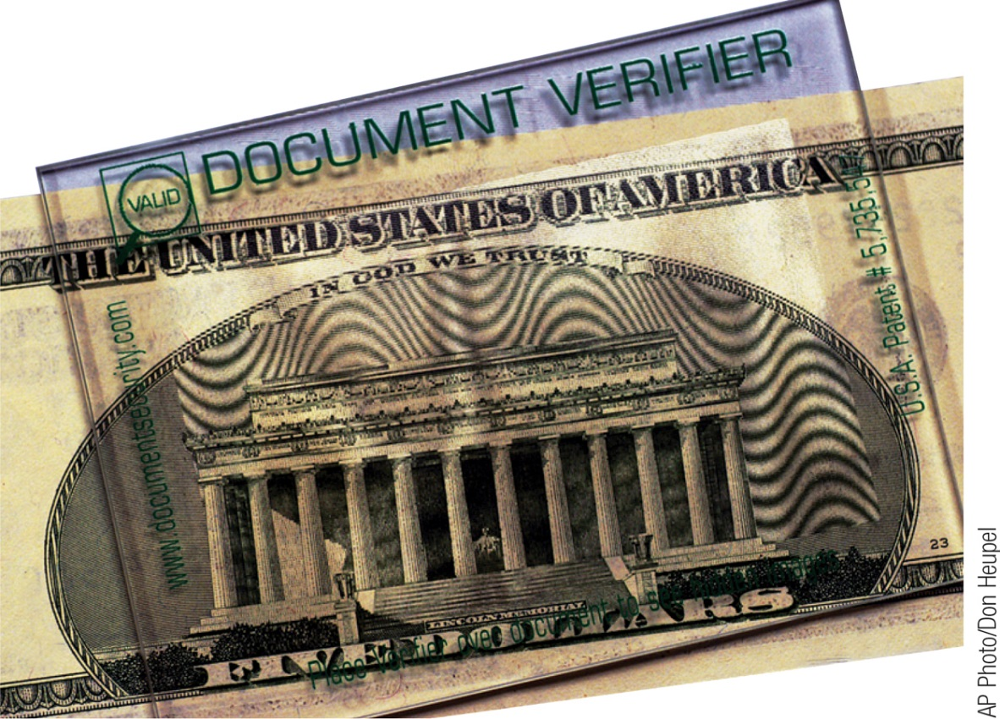 DOCUMENT VERIFIER
VALID
THE UNITED STATES OF AMERICA
IN GOD WE TRUST
www.documentsecurity.com
U.S.A. Patent # 5,735,54
LINCOLN MEMORIAL
Place verifier over document to see
23
AP Photo/Don Heupel